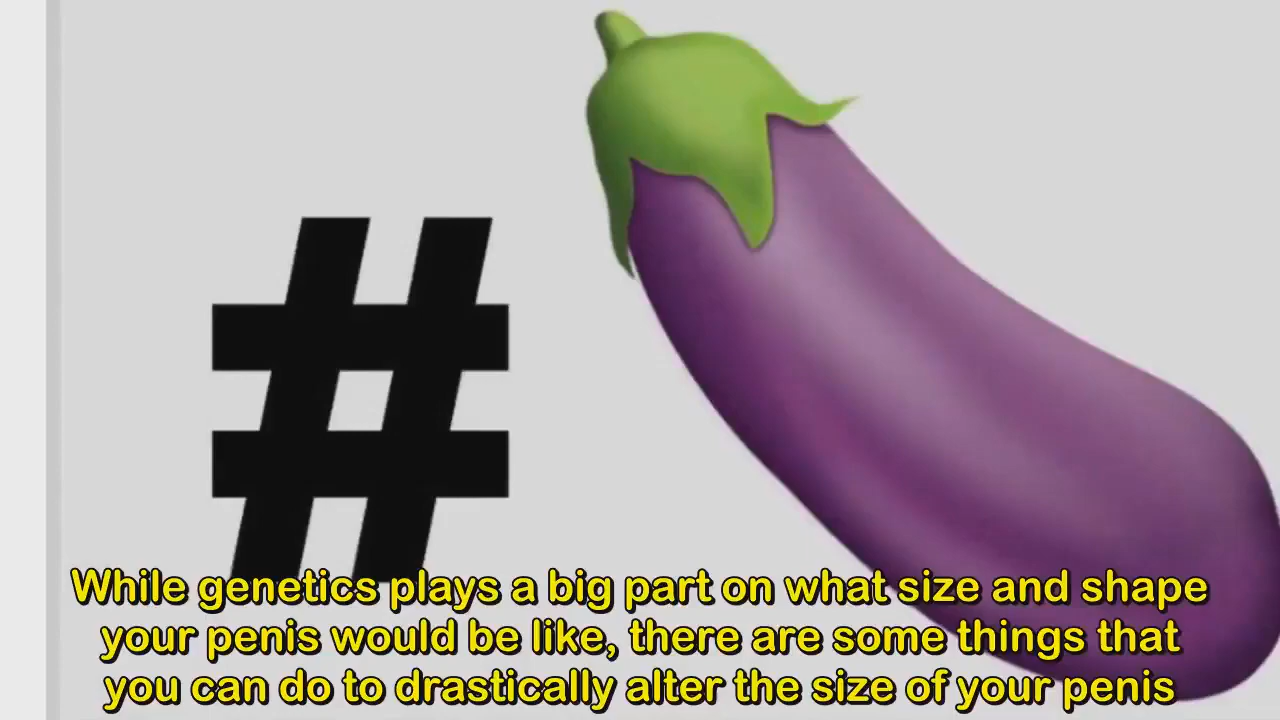 #
While genetics plays a big part on what size and shape
your penis would be like, there are some things that
you can do to drastically alter the size of your penis